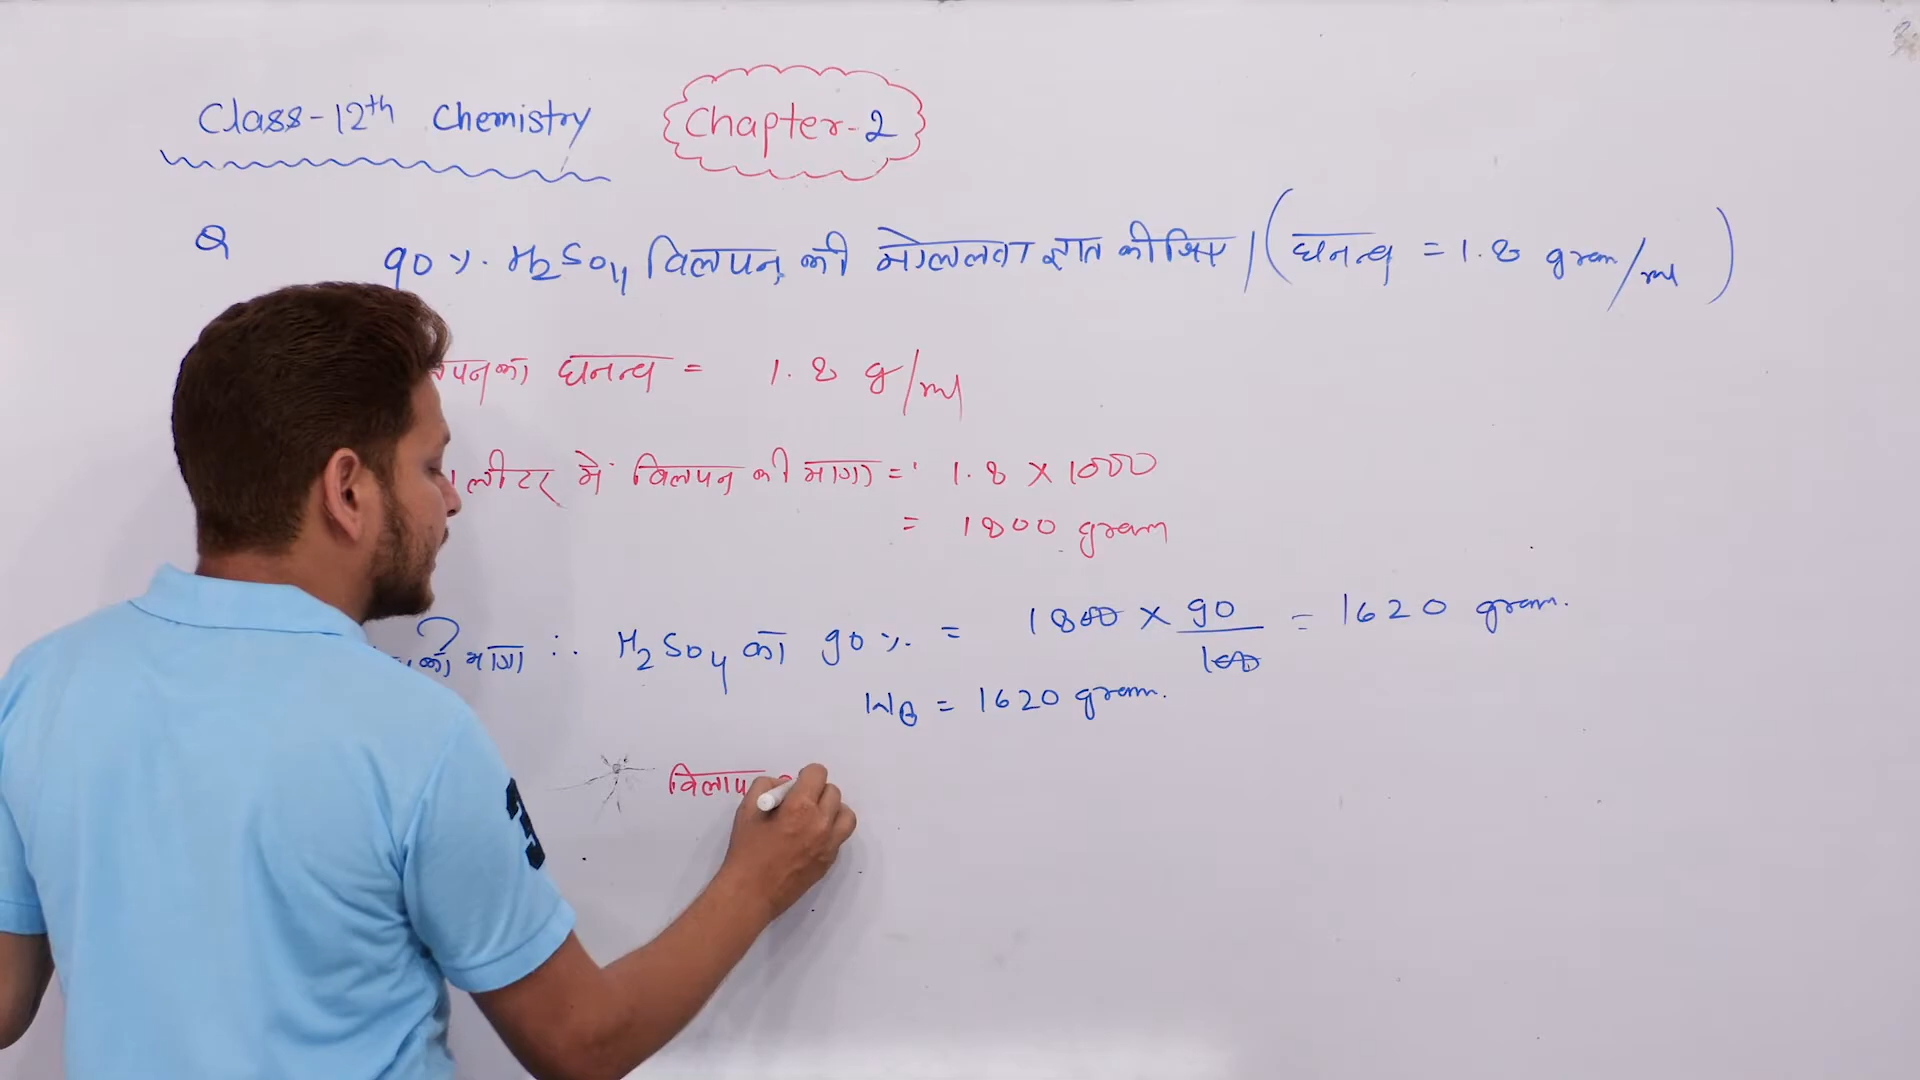 Class-12th Chemistry
Chapter-2
Q 90 %. H2SO4 विलयन की मोललता ज्ञात कीजिए | (घनत्व = 1.8 gram/ml)
का घनत्व = 1.8 g/ml
लीटर में विलयन की मात्रा = 1.8 × 1000
= 1800 gram
की मात्रा ∴ H2SO4 का 90 %. = 1800 × 90/100 = 1620 gram.
WB = 1620 gram.
3